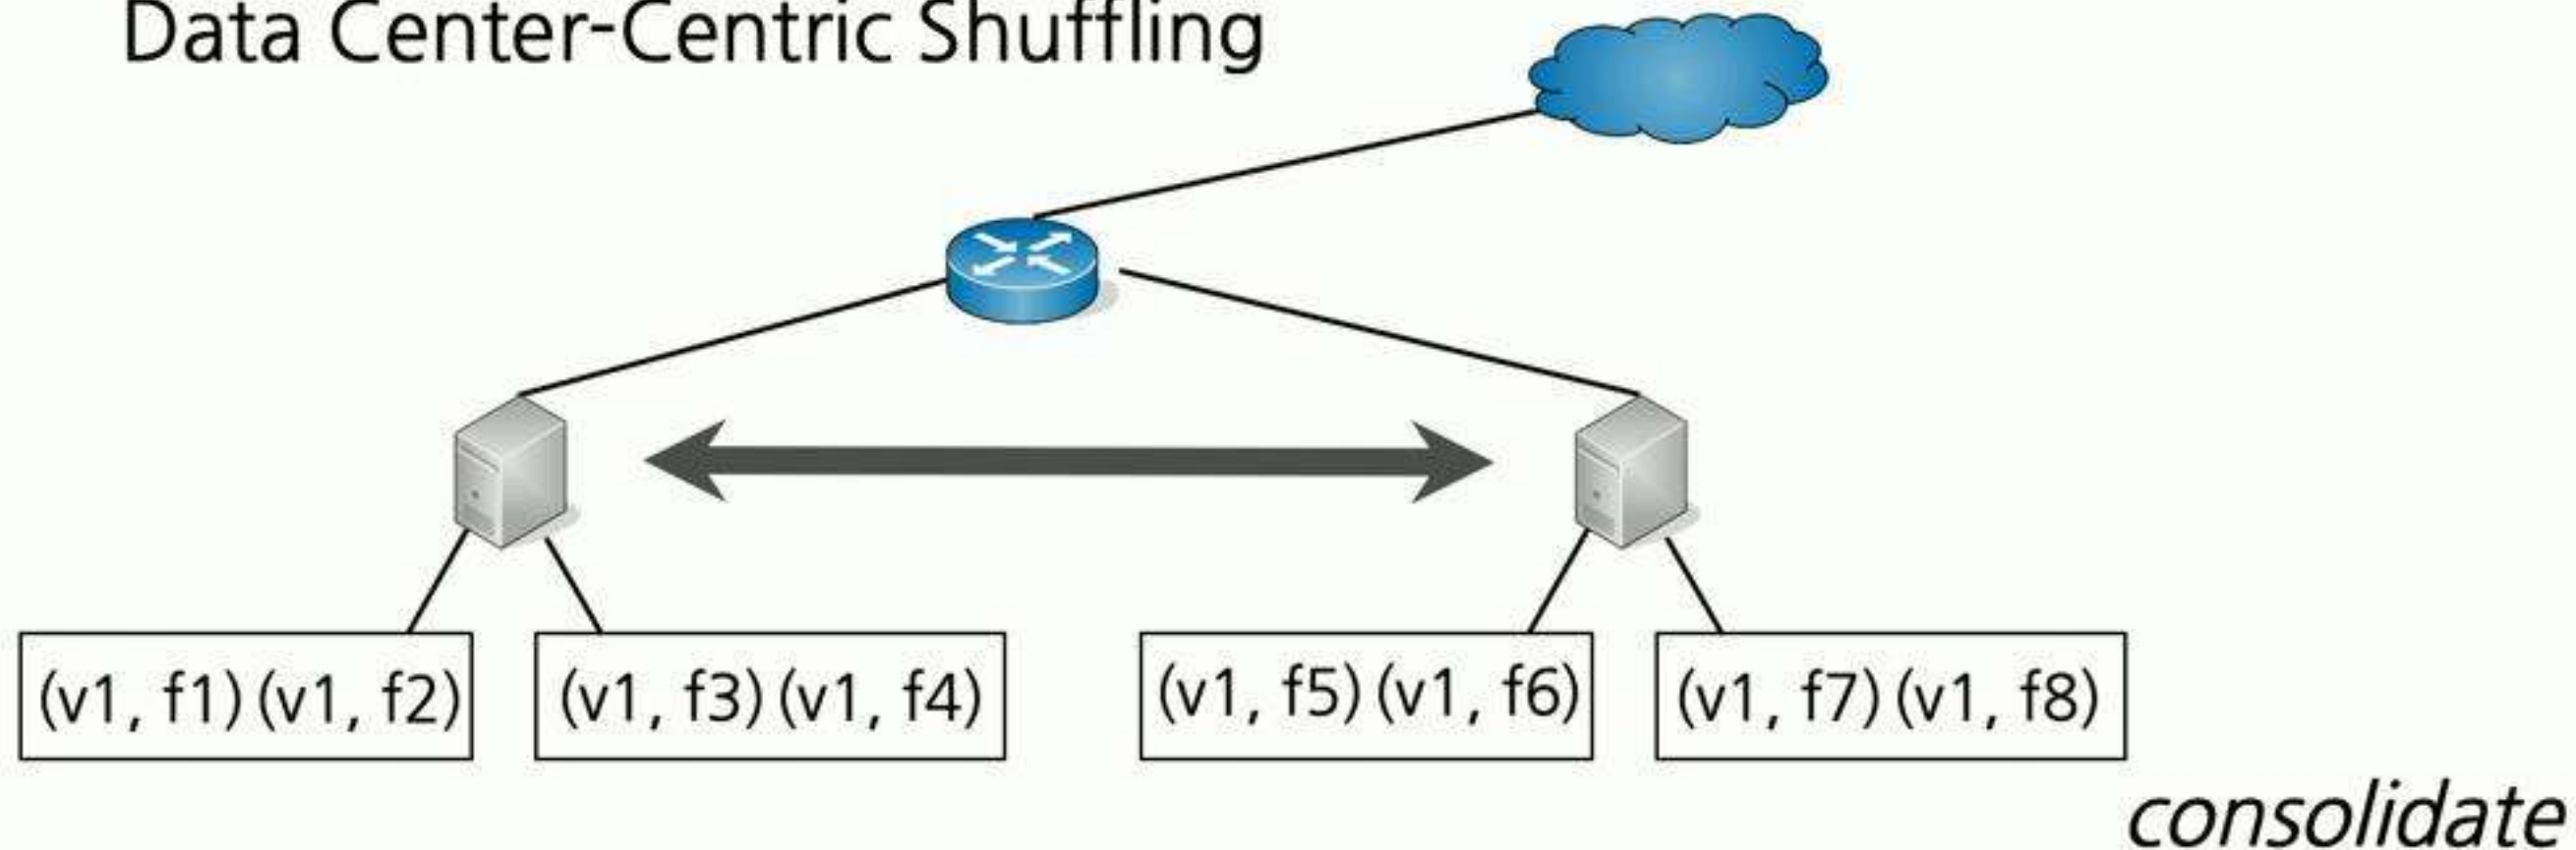 Data Center-Centric Shuffling
(v1, f1) (v1, f2)
(v1, f3) (v1, f4)
(v1, f5) (v1, f6)
(v1, f7) (v1, f8)
consolidate